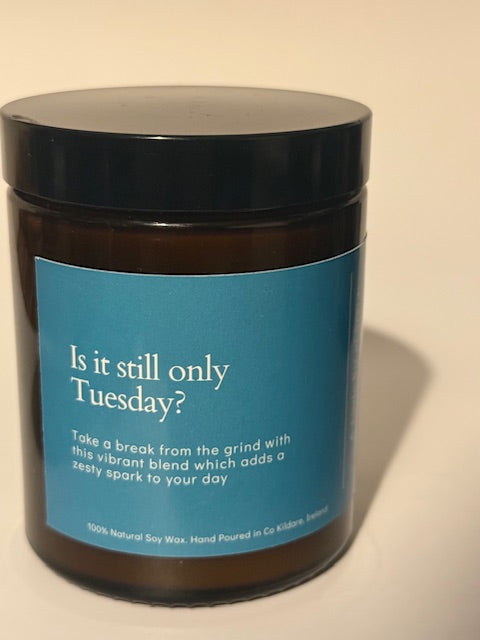 Is it still only
Tuesday?
Take a break from the grind with
this vibrant blend which adds a
zesty spark to your day
100% Natural Soy Wax. Hand Poured in Co Kildare, Ireland